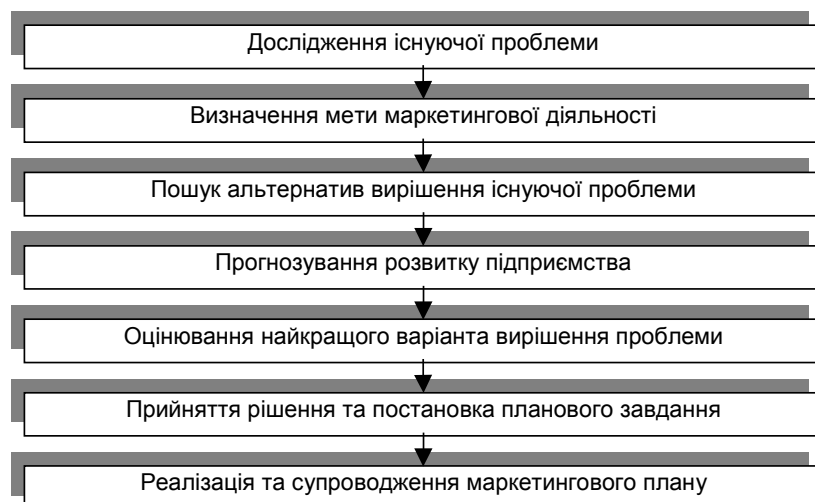 Дослідження існуючої проблеми
Визначення мети маркетингової діяльності
Пошук альтернатив вирішення існуючої проблеми
Прогнозування розвитку підприємства
Оцінювання найкращого варіанта вирішення проблеми
Прийняття рішення та постановка планового завдання
Реалізація та супроводження маркетингового плану